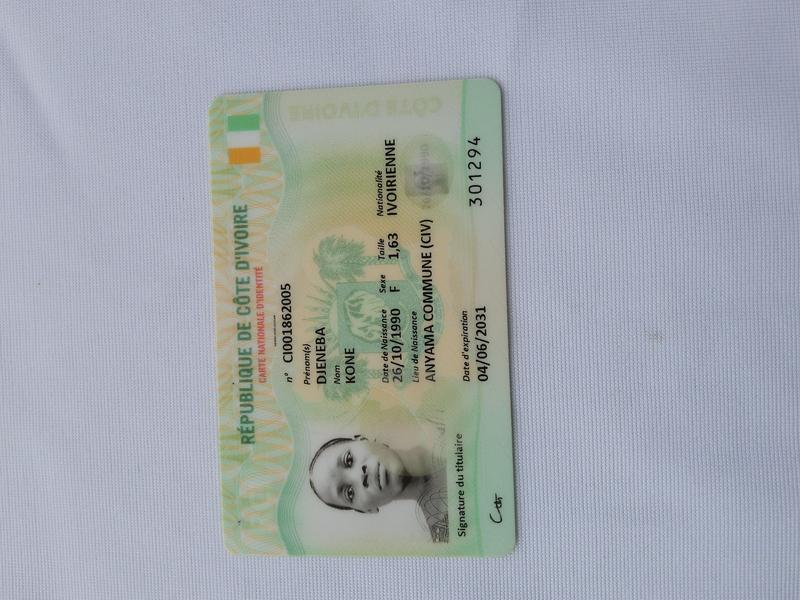 RÉPUBLIQUE DE CÔTE D'IVOIRE
CARTE NATIONALE D'IDENTITÉ
n° CI001862005
Prénom(s)
DJENEBA
Nom
KONE
Date de Naissance Sexe Taille Nationalité
26/10/1990 F 1,63 IVOIRIENNE
Lieu de Naissance
ANYAMA COMMUNE (CIV)
Date d'expiration
04/06/2031
301294
Signature du titulaire
CÔTE D'IVOIRE